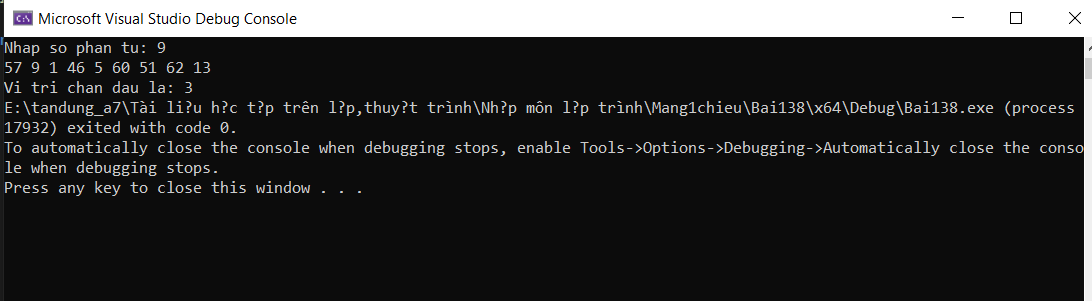 Microsoft Visual Studio Debug Console
Nhap so phan tu: 9
57 9 1 46 5 60 51 62 13
Vi tri chan dau la: 3
E:\tandung_a7\Tài li?u h?c t?p trên l?p,thuy?t trình\Nh?p môn l?p trình\Mang1chieu\Bai138\x64\Debug\Bai138.exe (process
17932) exited with code 0.
To automatically close the console when debugging stops, enable Tools->Options->Debugging->Automatically close the conso
le when debugging stops.
Press any key to close this window . . .